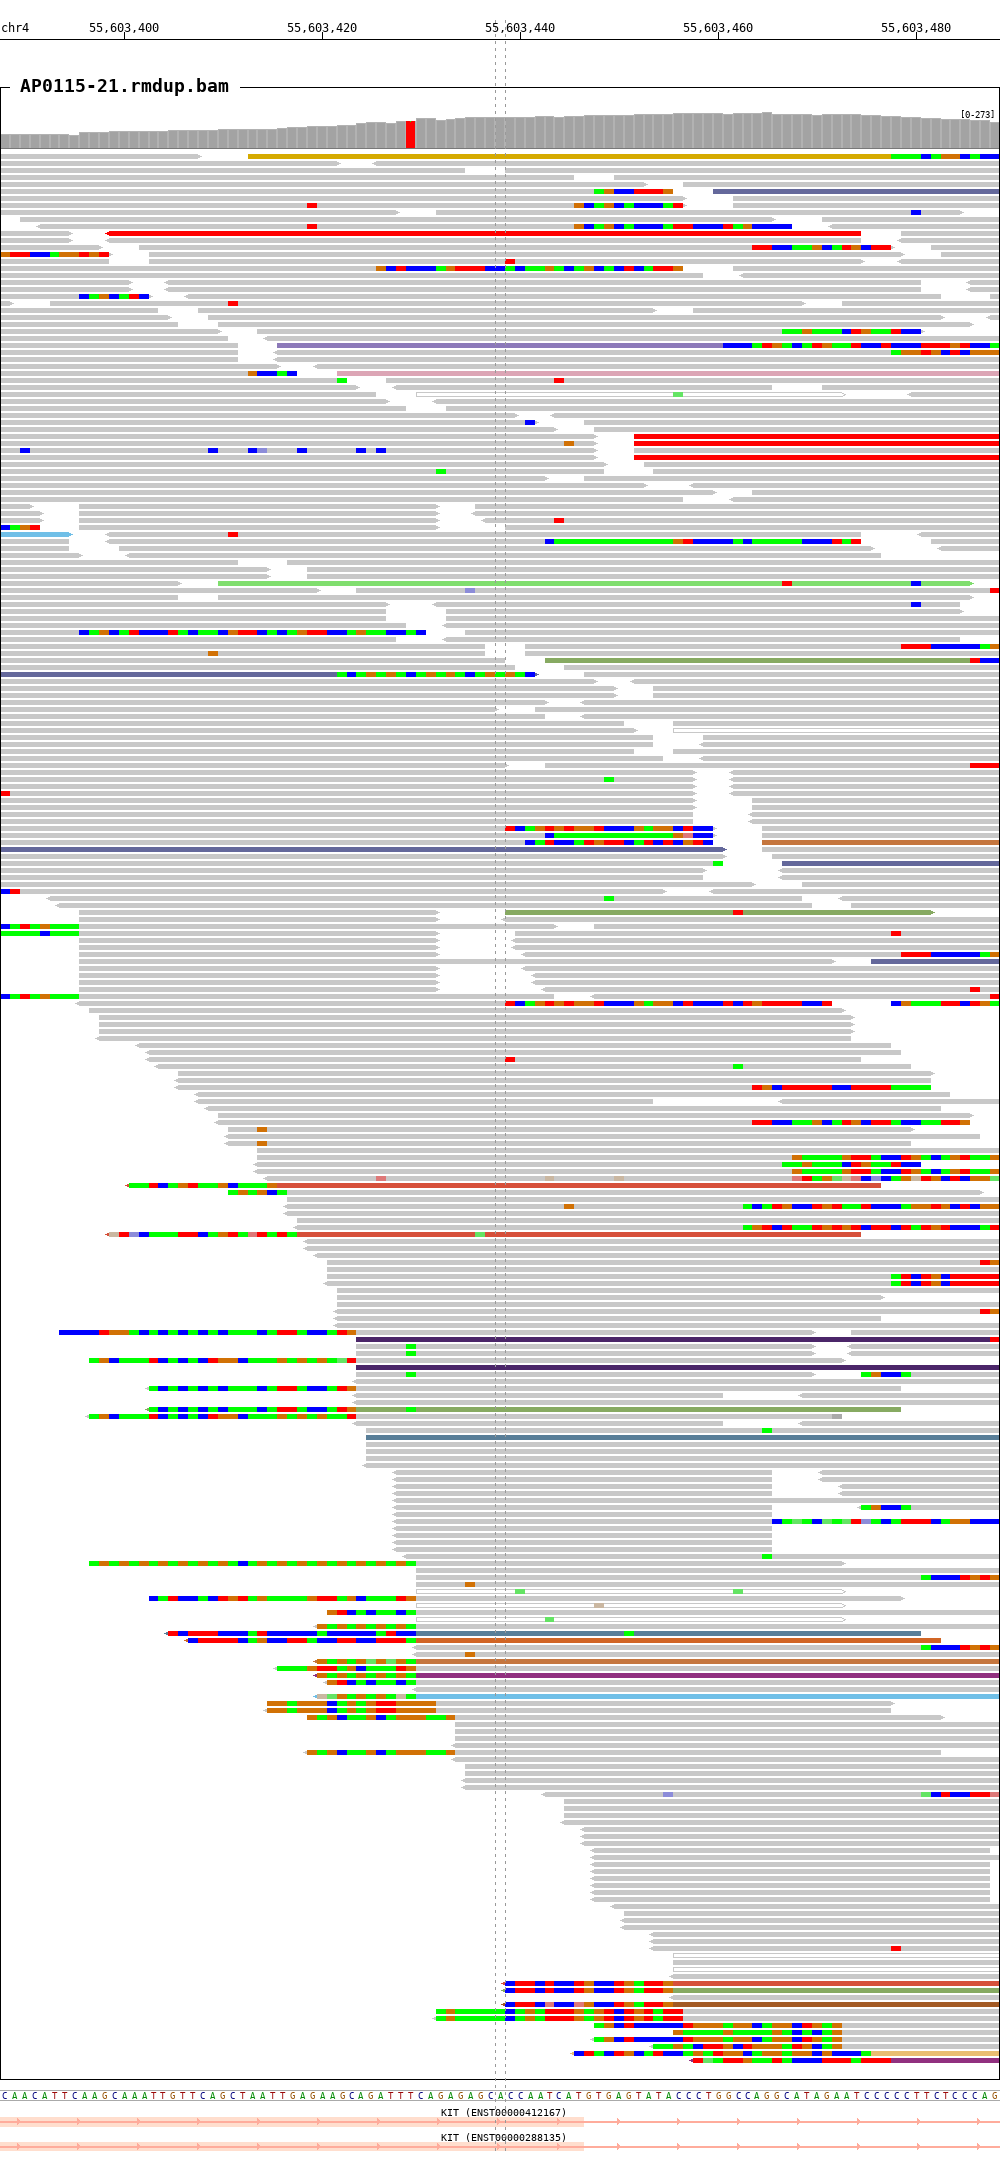 chr4 55,603,400 55,603,420 55,603,440 55,603,460 55,603,480
AP0115-21.rmdup.bam
[0-273]
CAACATTCAAGCAAATTGTTCAGCTAATTGAGAAGCAGATTTCAGAGAGCACCAATCATGTGAGTATACCCTGGCCAGGCATAGAATCCCCCTTCTCCCAG
KIT (ENST00000412167)
KIT (ENST00000288135)